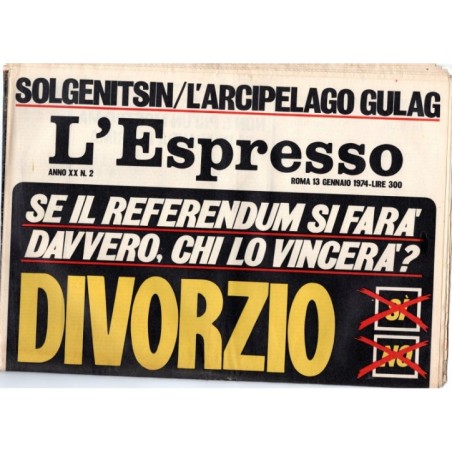 SOLGENITSIN/L'ARCIPELAGO GULAG
L'Espresso
ANNO XX N. 2
ROMA 13 GENNAIO 1974-LIRE 300
SE IL REFERENDUM SI FARA'
DAVVERO, CHI LO VINCERA'?
DIVORZIO
SI
NO